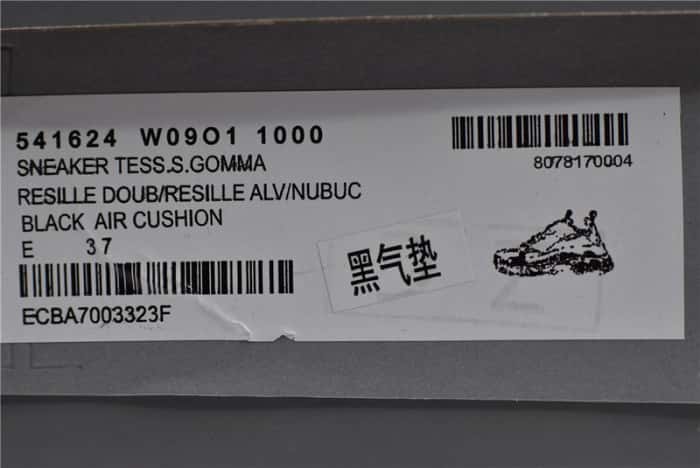 541624 W09O1 1000
SNEAKER TESS.S.GOMMA
RESILLE DOUB/RESILLE ALV/NUBUC
BLACK AIR CUSHION
E 37
ECBA7003323F
8078170004
黑气垫